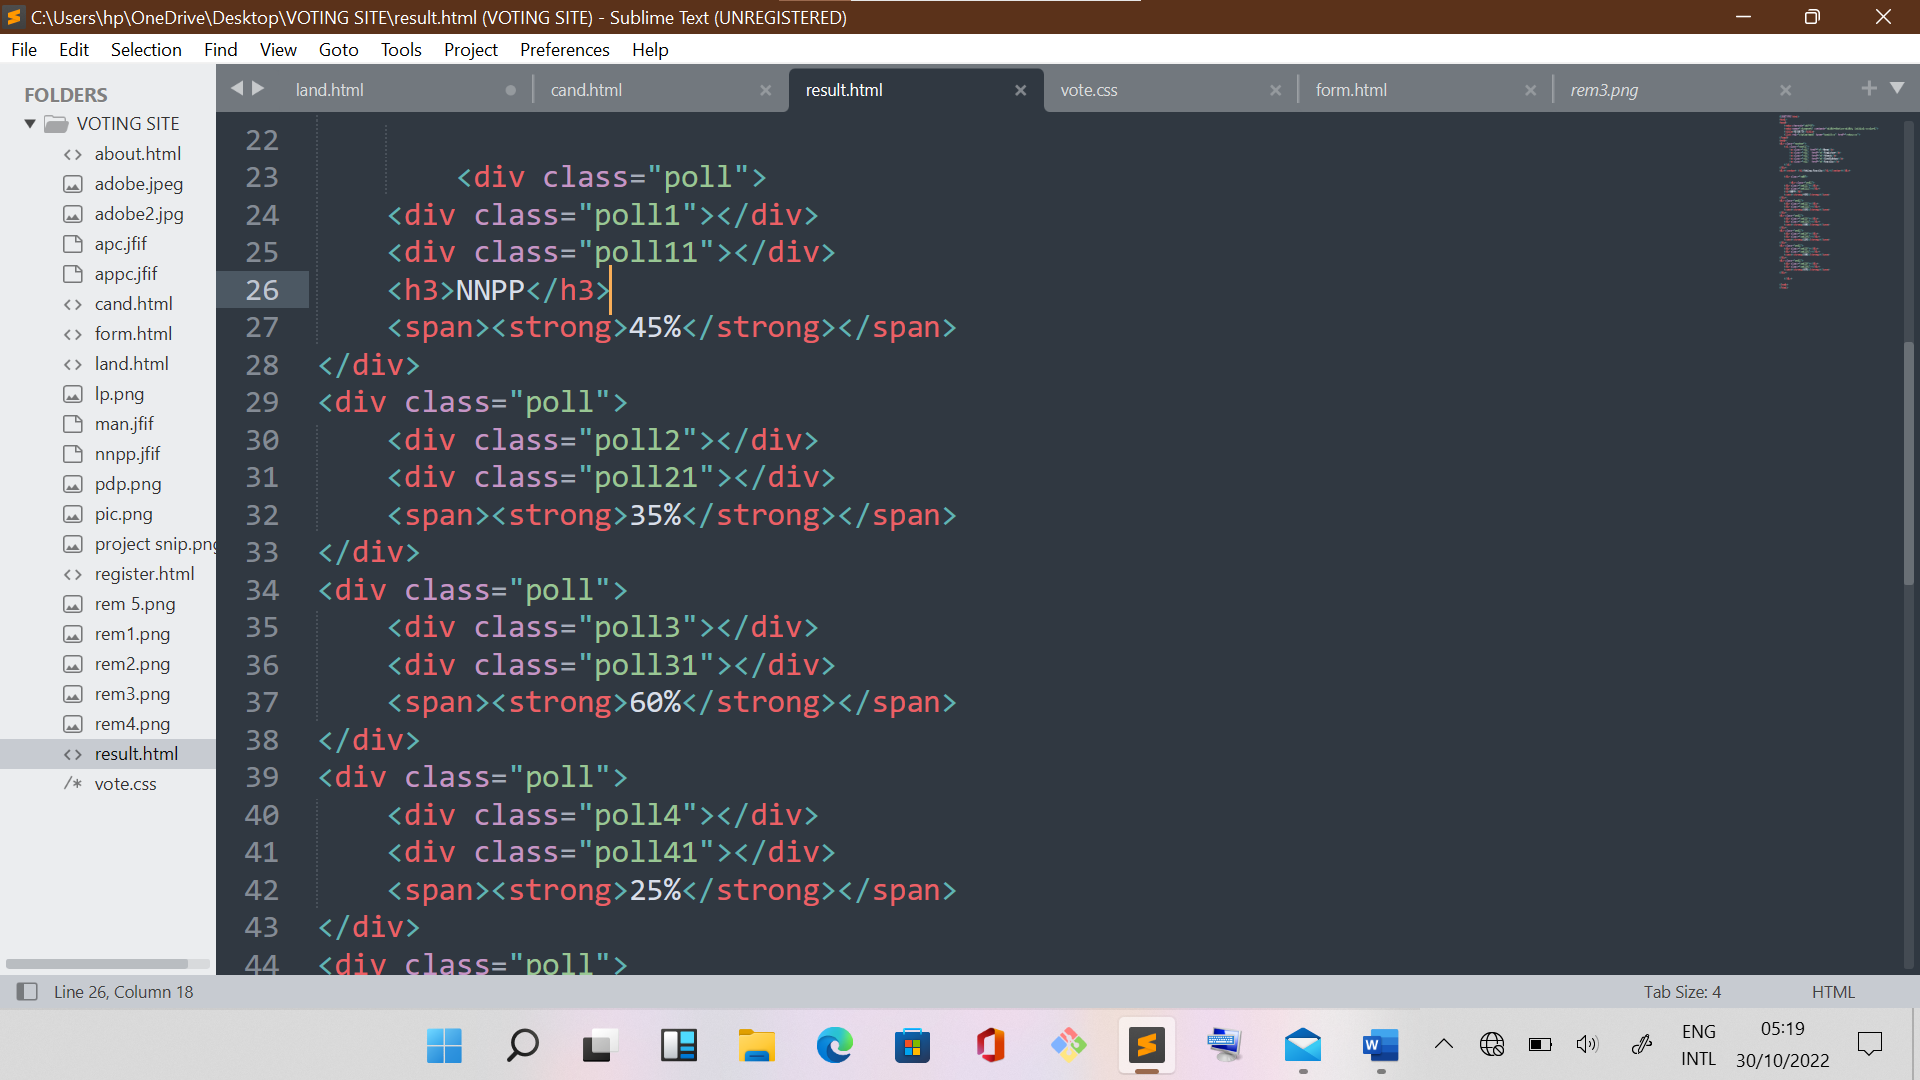 C:\Users\hp\OneDrive\Desktop\VOTING SITE\result.html (VOTING SITE) - Sublime Text (UNREGISTERED)
File Edit Selection Find View Goto Tools Project Preferences Help
FOLDERS
VOTING SITE
about.html
adobe.jpeg
adobe2.jpg
apc.jfif
appc.jfif
cand.html
form.html
land.html
lp.png
man.jfif
nnpp.jfif
pdp.png
pic.png
project snip.png
register.html
rem 5.png
rem1.png
rem2.png
rem3.png
rem4.png
result.html
vote.css
land.html cand.html result.html vote.css form.html rem3.png
22
23 <div class="poll">
24 <div class="poll1"></div>
25 <div class="poll11"></div>
26 <h3>NNPP</h3>
27 <span><strong>45%</strong></span>
28 </div>
29 <div class="poll">
30 <div class="poll2"></div>
31 <div class="poll21"></div>
32 <span><strong>35%</strong></span>
33 </div>
34 <div class="poll">
35 <div class="poll3"></div>
36 <div class="poll31"></div>
37 <span><strong>60%</strong></span>
38 </div>
39 <div class="poll">
40 <div class="poll4"></div>
41 <div class="poll41"></div>
42 <span><strong>25%</strong></span>
43 </div>
44 <div class="poll">
Line 26, Column 18 Tab Size: 4 HTML
ENG
INTL
05:19
30/10/2022